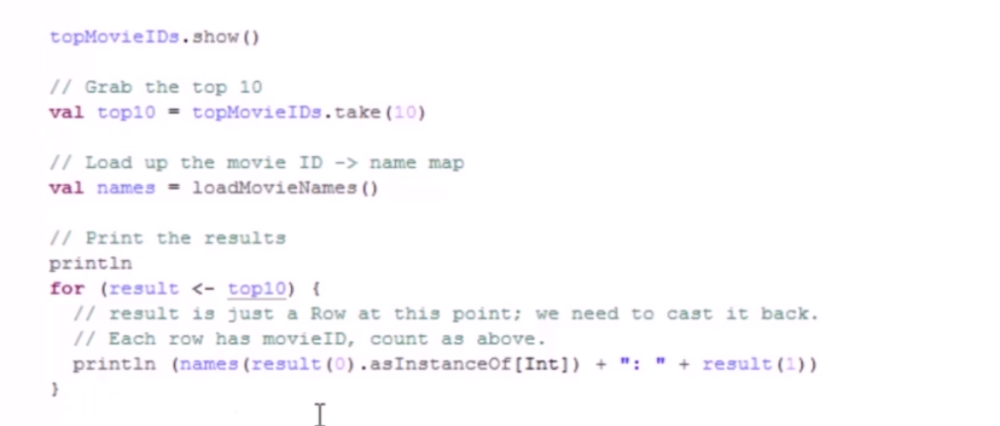 topMovieIDs.show()
// Grab the top 10
val top10 = topMovieIDs.take(10)
// Load up the movie ID -> name map
val names = loadMovieNames()
// Print the results
println
for (result <- top10) {
// result is just a Row at this point; we need to cast it back.
// Each row has movieID, count as above.
println (names(result(0).asInstanceOf[Int]) + ": " + result(1))
}